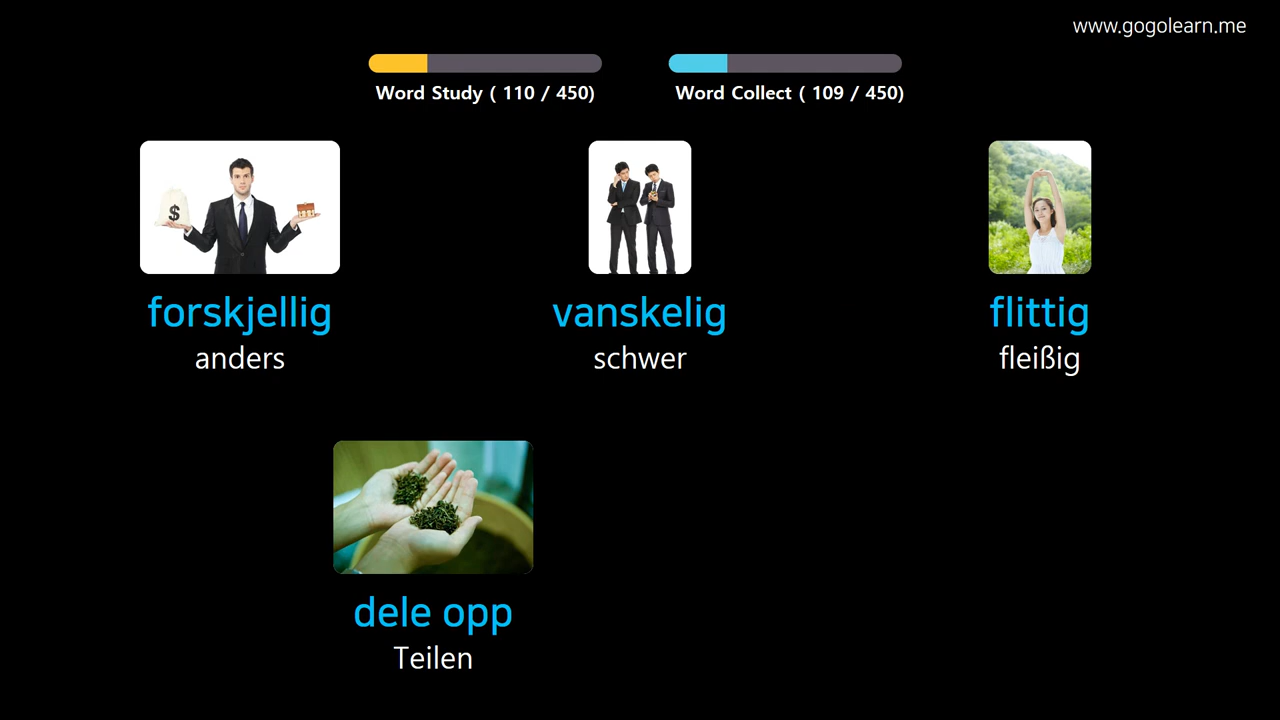 www.gogolearn.me
Word Study ( 110 / 450)
Word Collect ( 109 / 450)
$
forskjellig
anders
vanskelig
schwer
flittig
fleißig
dele opp
Teilen